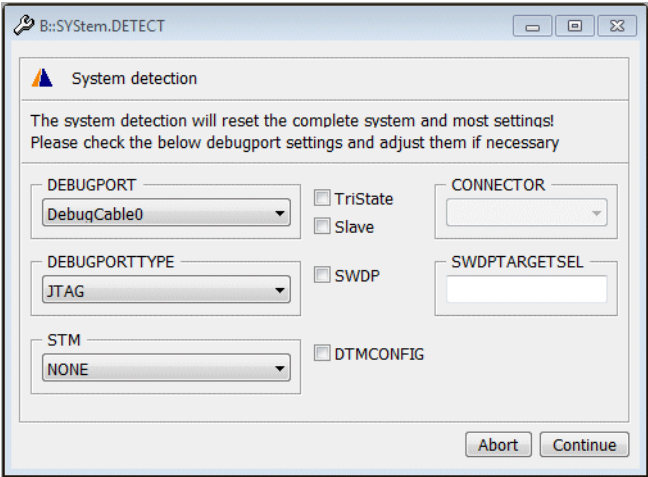 B::SYStem.DETECT
System detection
The system detection will reset the complete system and most settings!
Please check the below debugport settings and adjust them if necessary
DEBUGPORT
DebugCable0
TriState
Slave
CONNECTOR
DEBUGPORTTYPE
JTAG
SWDP
SWDPTARGETSEL
STM
NONE
DTMCONFIG
Abort
Continue